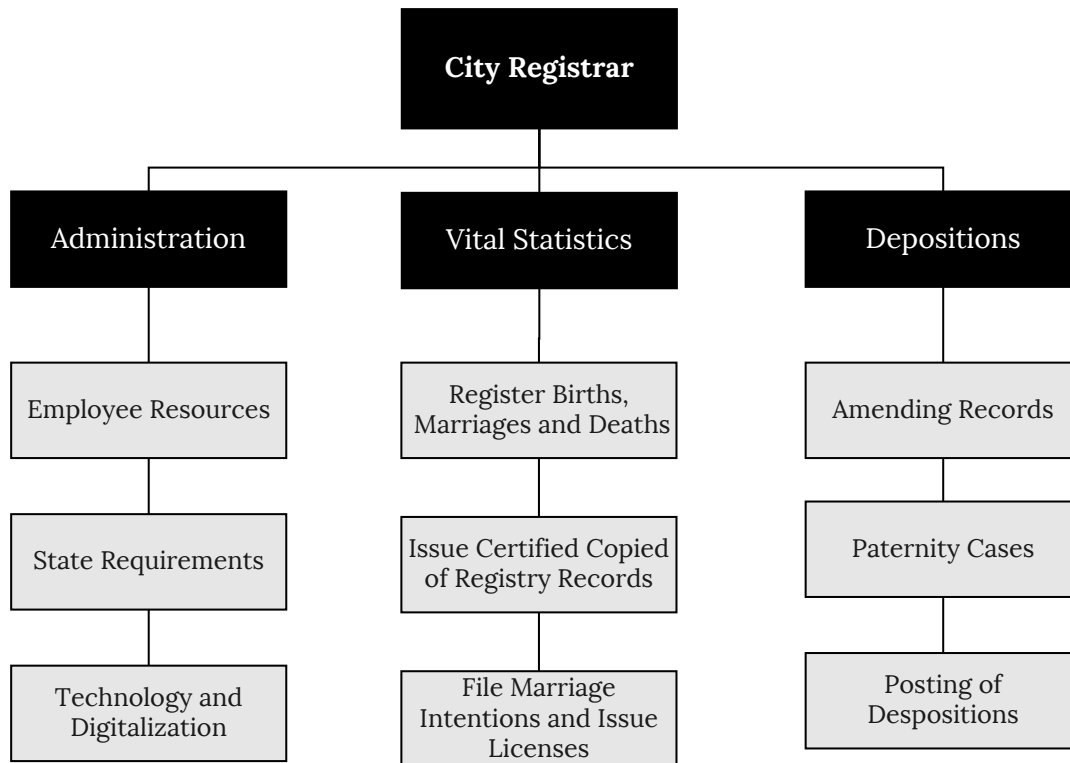 City Registrar
Administration
Vital Statistics
Depositions
Employee Resources
Register Births,
Marriages and Deaths
Amending Records
State Requirements
Issue Certified Copied
of Registry Records
Paternity Cases
Technology and
Digitalization
File Marriage
Intentions and Issue
Licenses
Posting of
Despositions